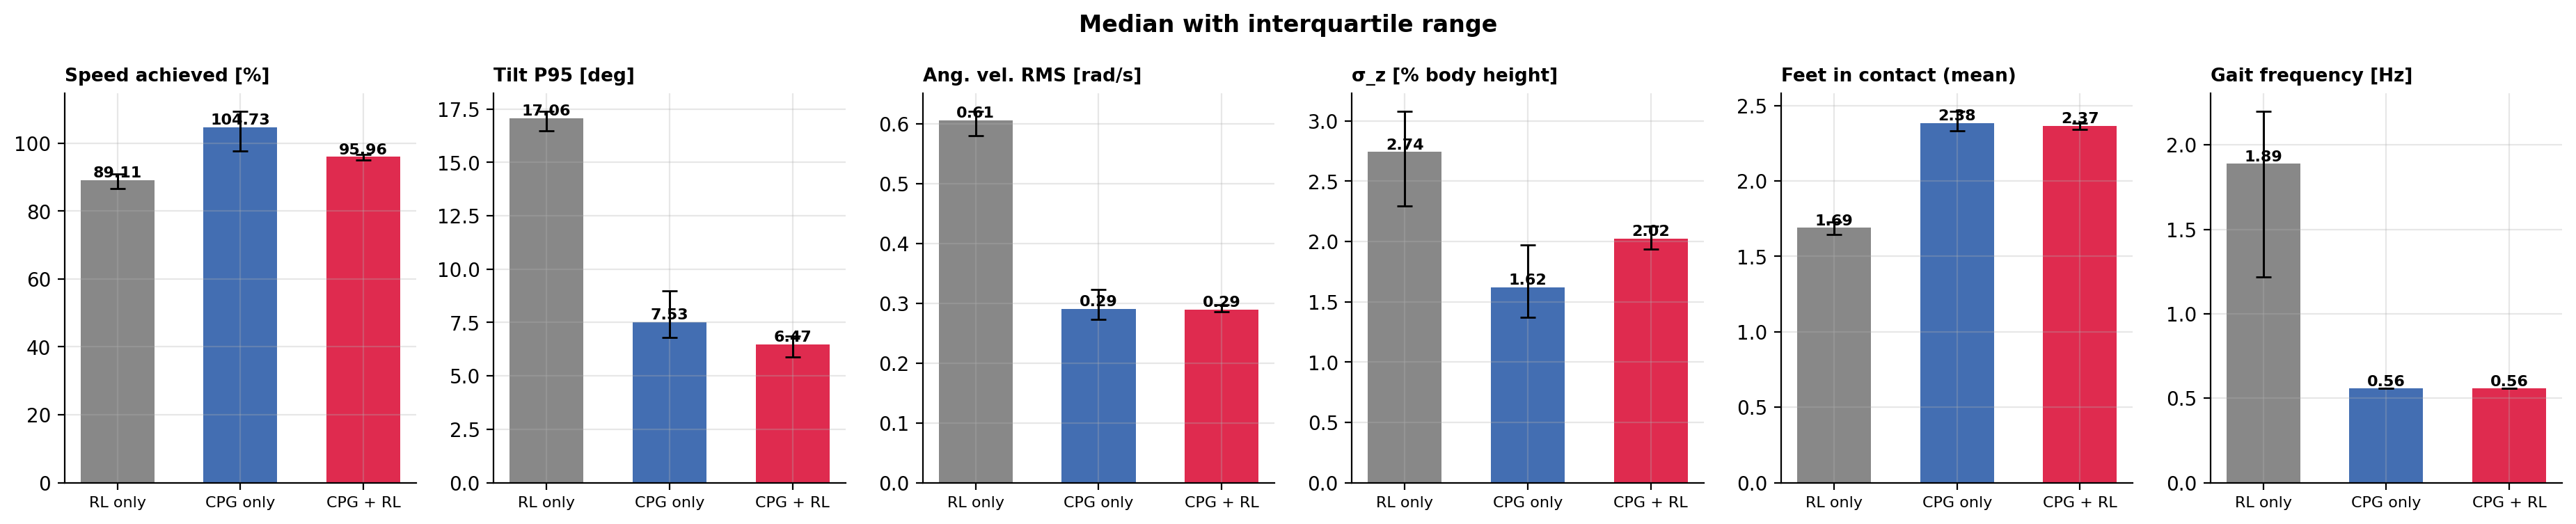 Median with interquartile range
Speed achieved [%]
100
80
60
40
20
0
89.11
104.73
95.96
RL only
CPG only
CPG + RL
Tilt P95 [deg]
17.5
15.0
12.5
10.0
7.5
5.0
2.5
0.0
17.06
7.53
6.47
RL only
CPG only
CPG + RL
Ang. vel. RMS [rad/s]
0.6
0.5
0.4
0.3
0.2
0.1
0.0
0.61
0.29
0.29
RL only
CPG only
CPG + RL
σ_z [% body height]
3.0
2.5
2.0
1.5
1.0
0.5
0.0
2.74
1.62
2.02
RL only
CPG only
CPG + RL
Feet in contact (mean)
2.5
2.0
1.5
1.0
0.5
0.0
1.69
2.38
2.37
RL only
CPG only
CPG + RL
Gait frequency [Hz]
2.0
1.5
1.0
0.5
0.0
1.89
0.56
0.56
RL only
CPG only
CPG + RL